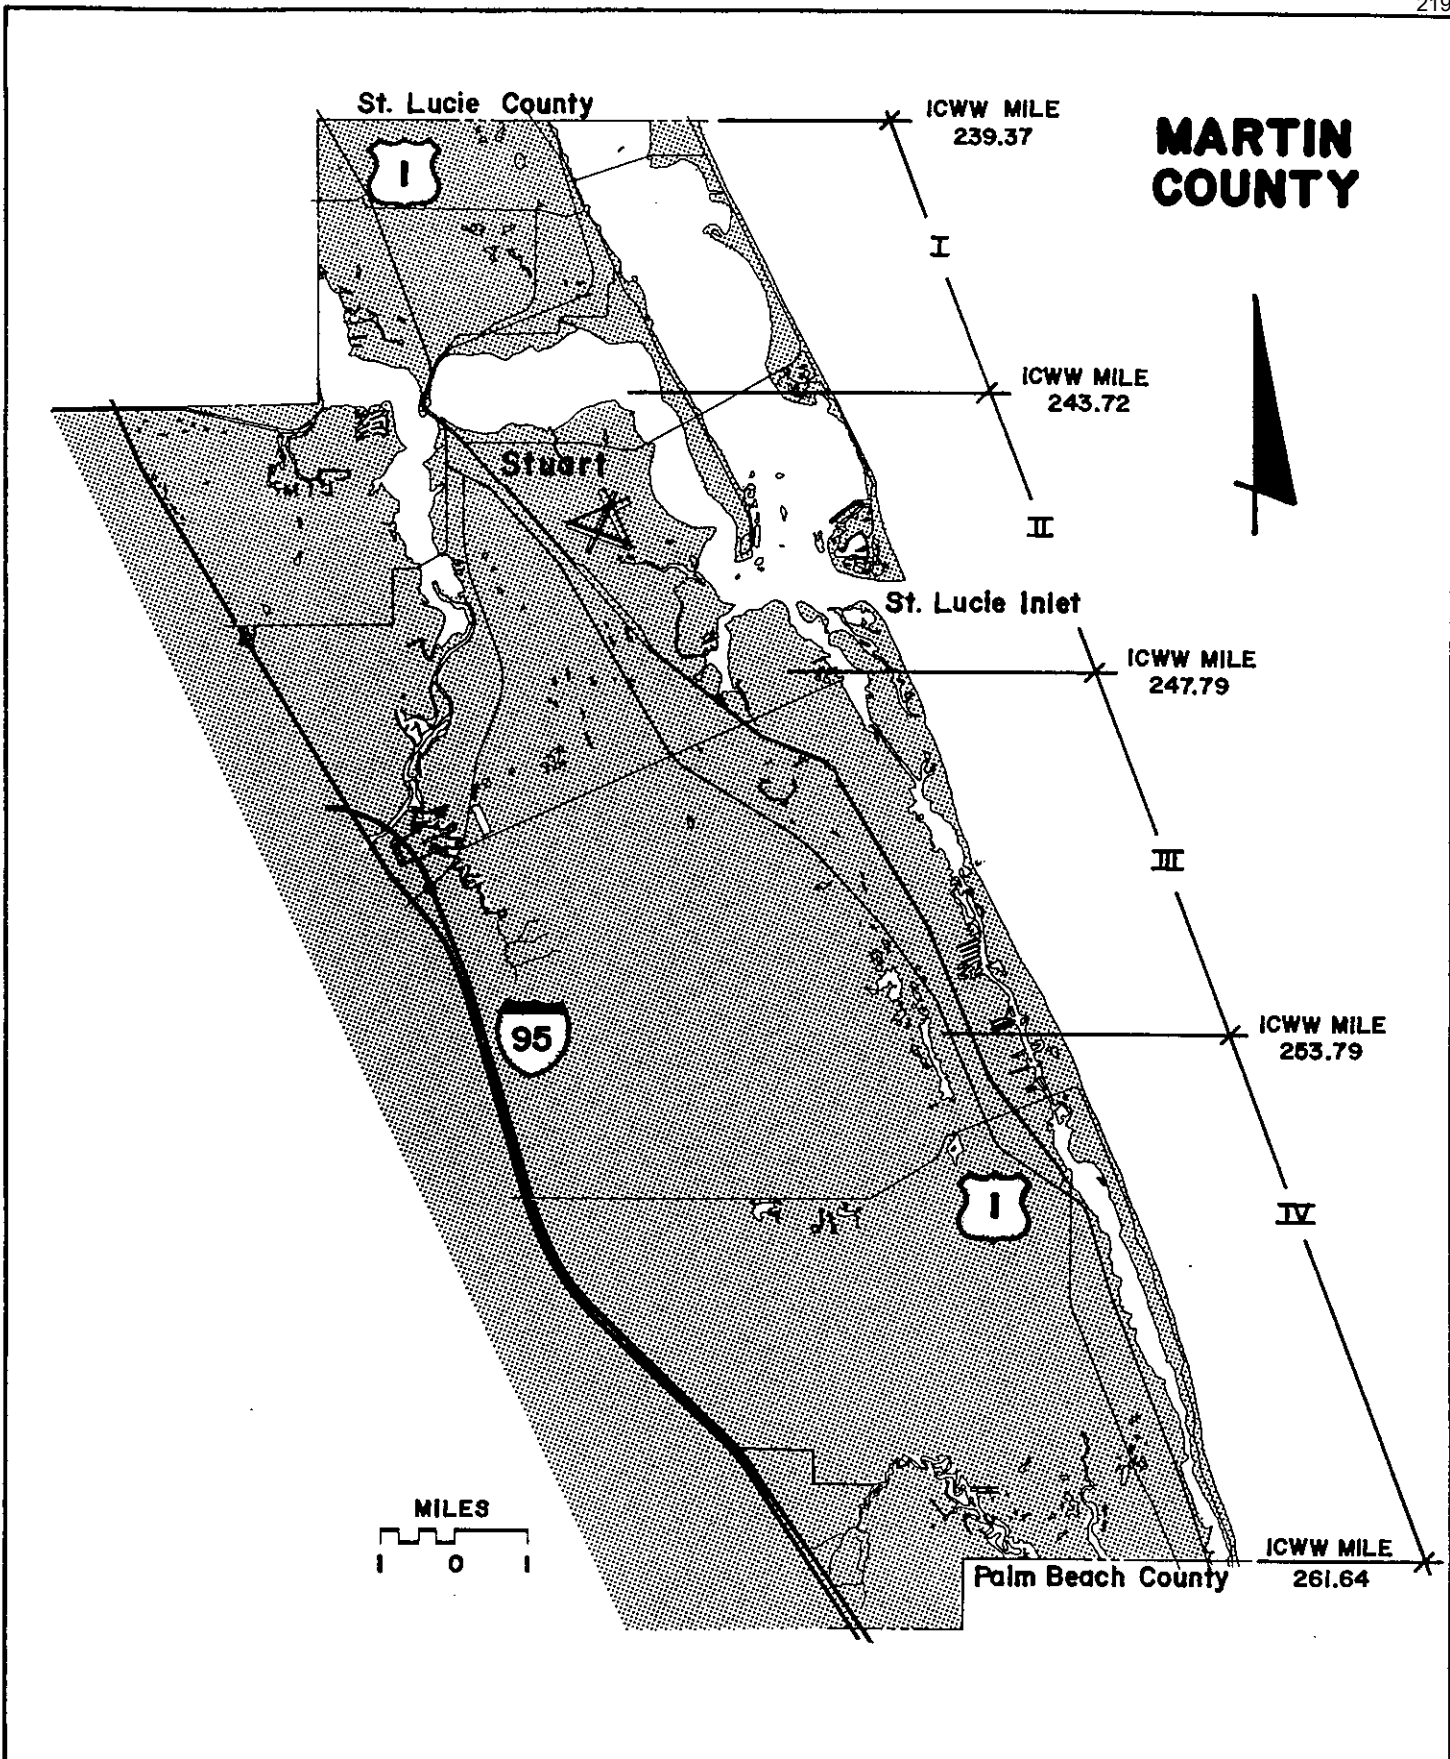 219
St. Lucie County
ICWW MILE
239.37
MARTIN
COUNTY
1
I
ICWW MILE
243.72
Stuart
II
St. Lucie Inlet
ICWW MILE
247.79
III
95
ICWW MILE
253.79
1
IV
MILES
1 0 1
ICWW MILE
261.64
Palm Beach County